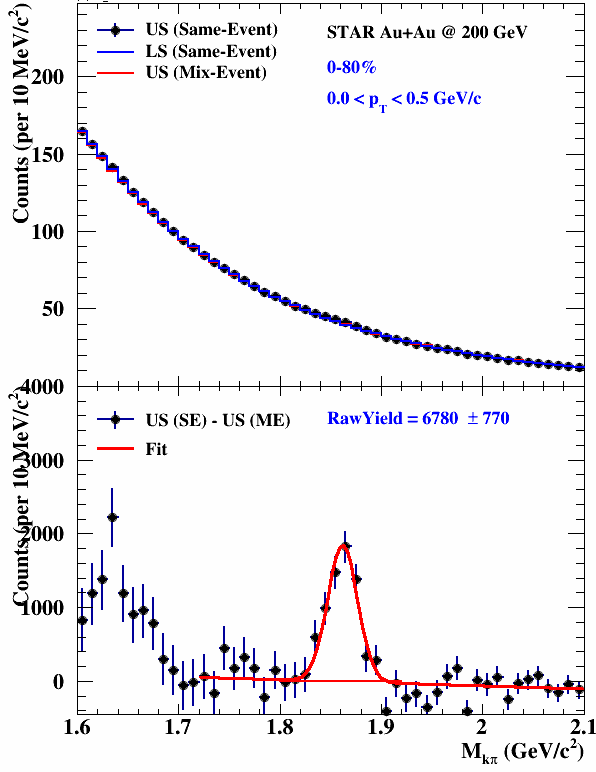 US (Same-Event)
LS (Same-Event)
US (Mix-Event)
STAR Au+Au @ 200 GeV
0-80%
0.0 < p_T < 0.5 GeV/c
Counts (per 10 MeV/c²)
200
150
100
50
4000
US (SE) - US (ME)
Fit
RawYield = 6780 ± 770
Counts (per 10 MeV/c²)
3000
2000
1000
0
1.6 1.7 1.8 1.9 2 2.1
M_kπ (GeV/c²)